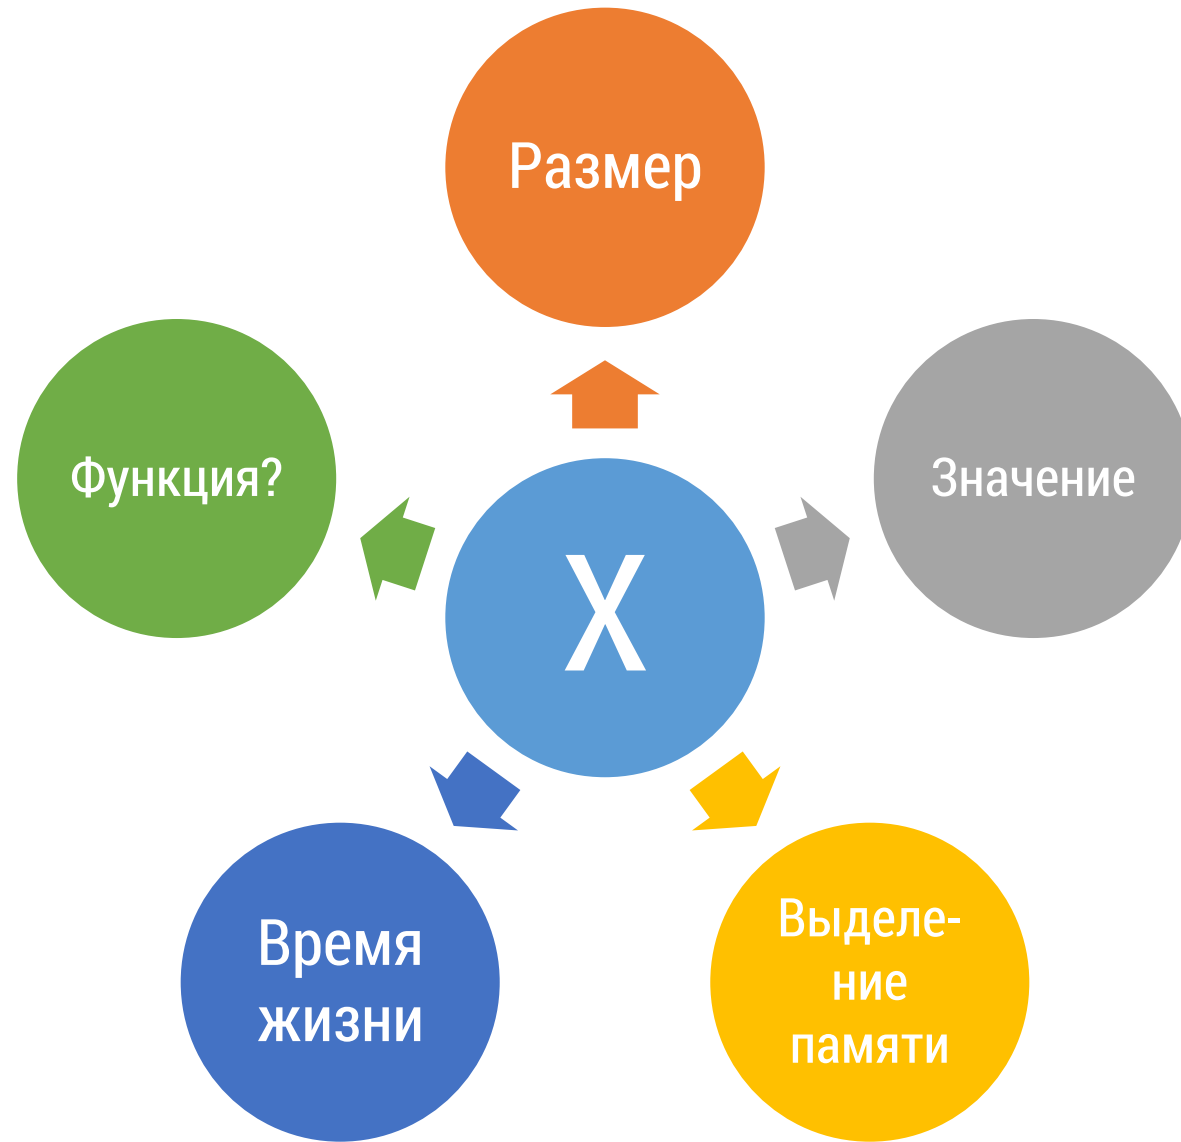 Размер
Функция?
Значение
X
Время
жизни
Выделе-
ние
памяти